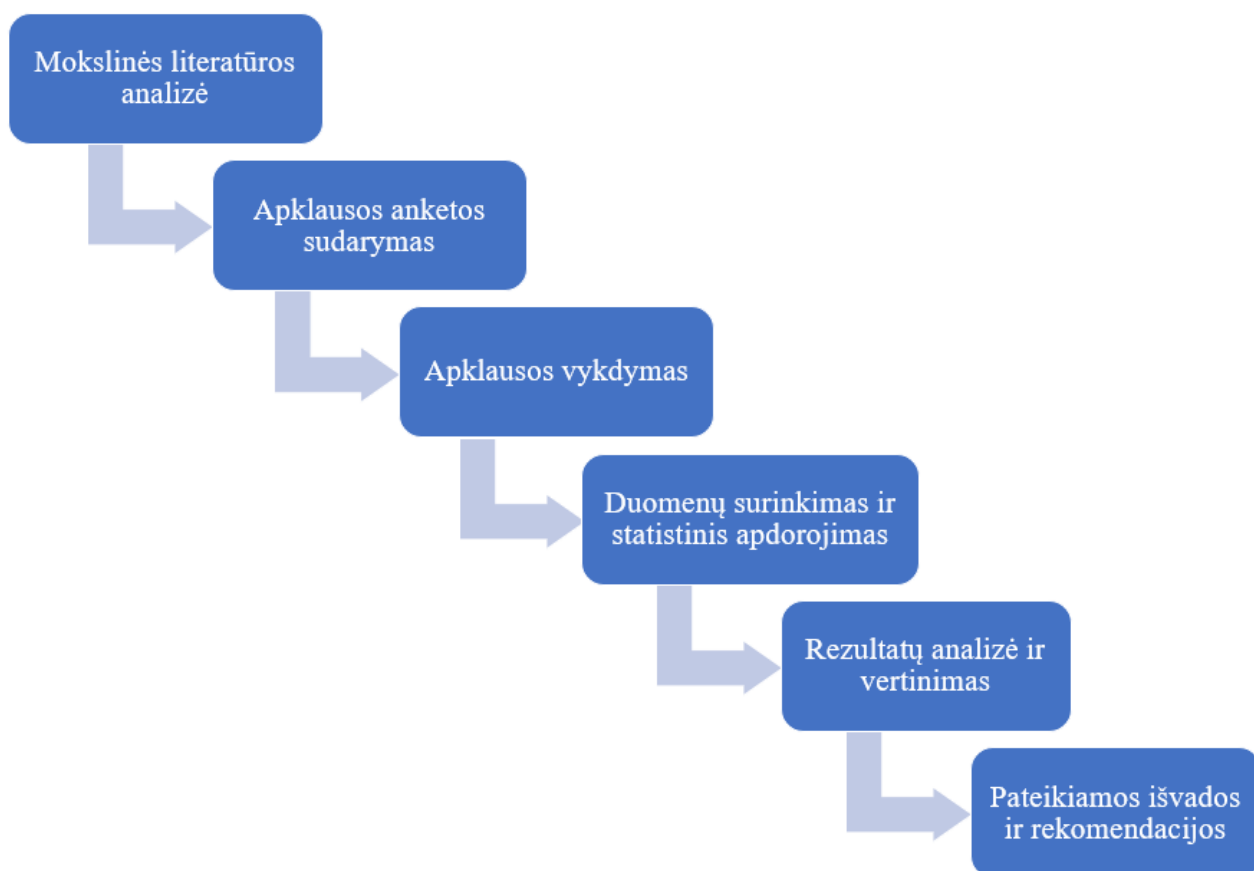 Mokslinės literatūros
analizė
Apklausos anketos
sudarymas
Apklausos vykdymas
Duomenų surinkimas ir
statistinis apdorojimas
Rezultatų analizė ir
vertinimas
Pateikiamos išvados
ir rekomendacijos